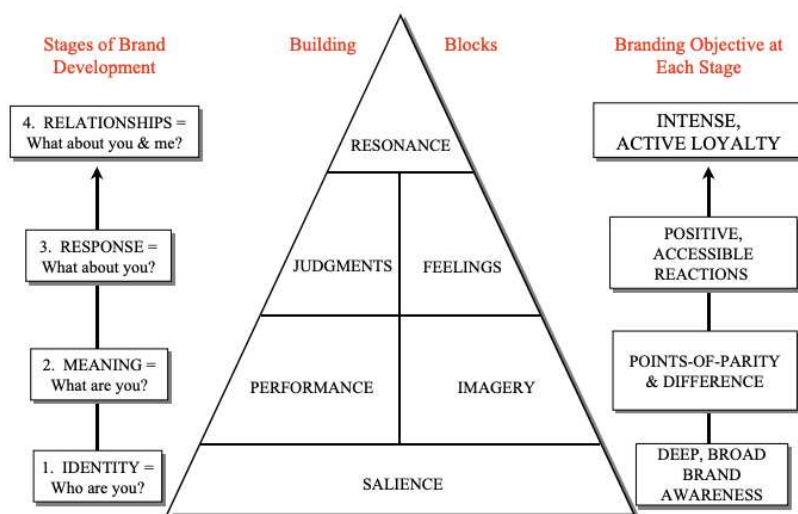 Stages of Brand
Development
Building
Blocks
Branding Objective at
Each Stage
4. RELATIONSHIPS =
What about you & me?
RESONANCE
INTENSE,
ACTIVE LOYALTY
3. RESPONSE =
What about you?
JUDGMENTS
FEELINGS
POSITIVE,
ACCESSIBLE
REACTIONS
2. MEANING =
What are you?
PERFORMANCE
IMAGERY
POINTS-OF-PARITY
& DIFFERENCE
1. IDENTITY =
Who are you?
SALIENCE
DEEP, BROAD
BRAND
AWARENESS